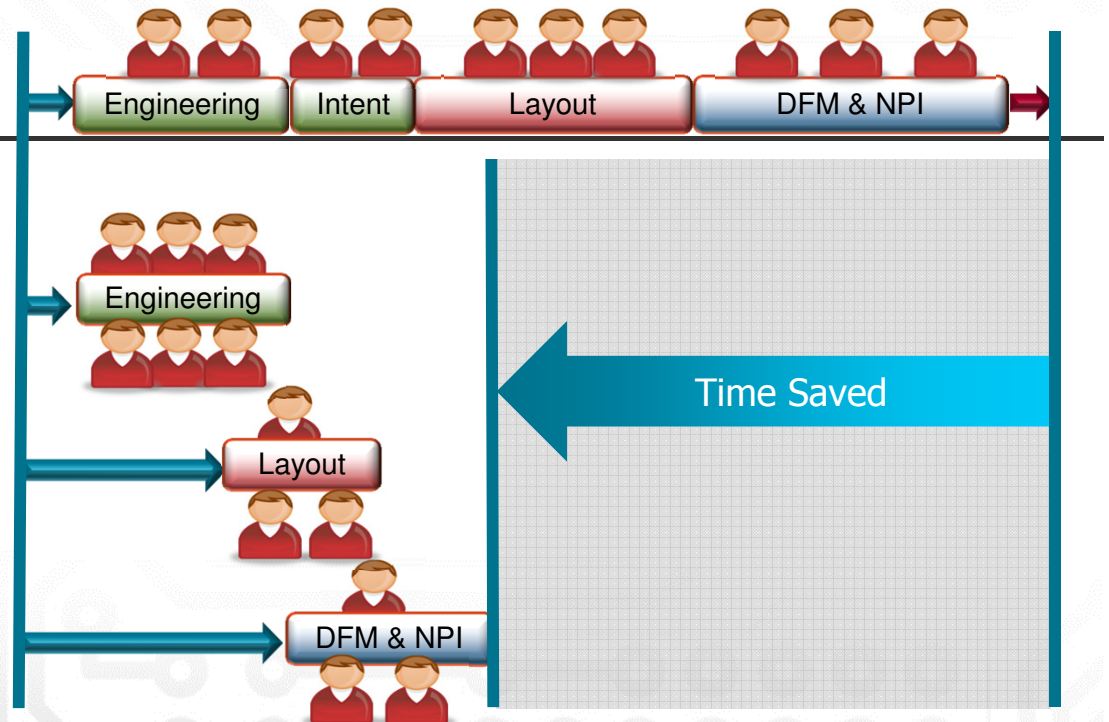 Engineering
Intent
Layout
DFM & NPI
Engineering
Time Saved
Layout
DFM & NPI